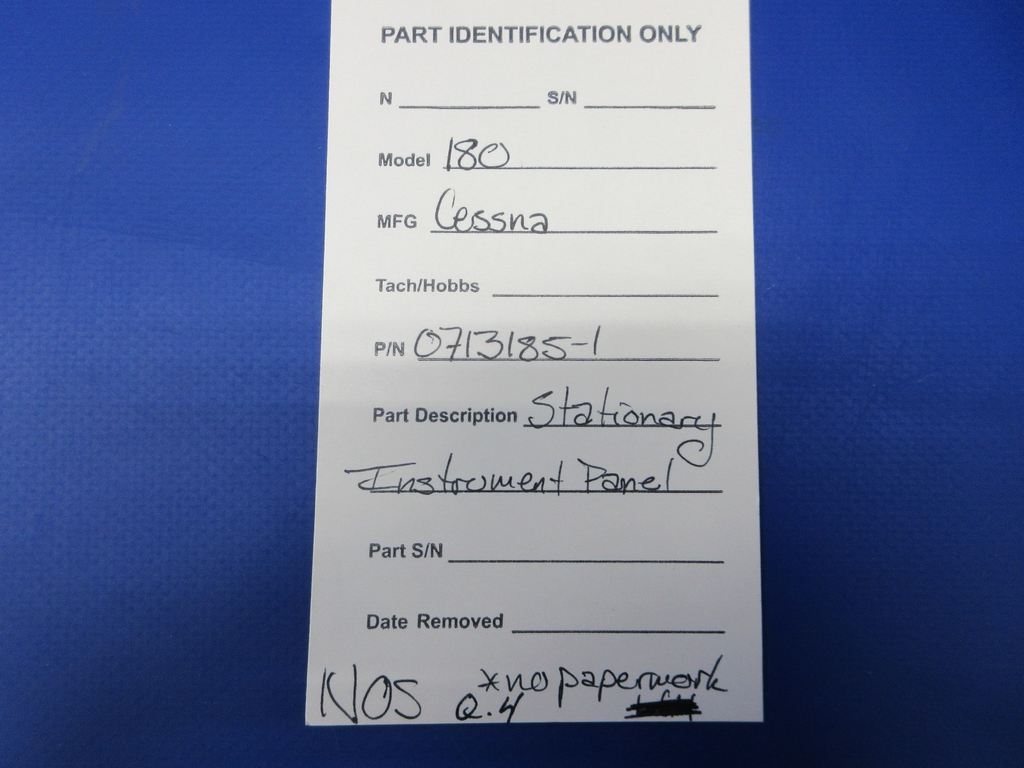 PART IDENTIFICATION ONLY
N S/N
Model 180
MFG Cessna
Tach/Hobbs
P/N 0713185-1
Part Description Stationary
Instrument Panel
Part S/N
Date Removed
NOS *no paperwork
Q.4